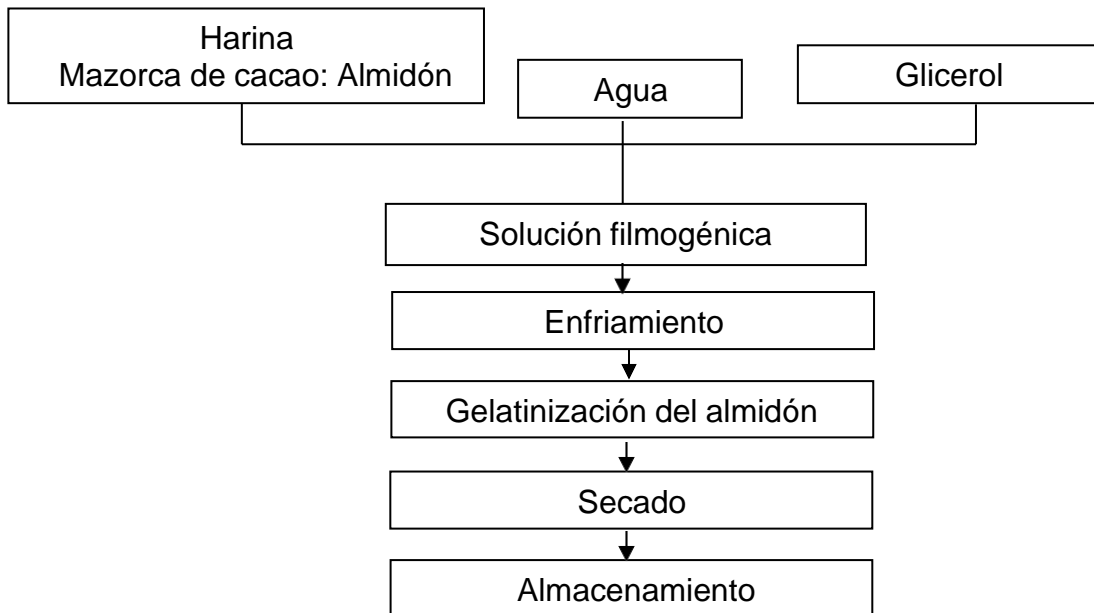 Harina
Mazorca de cacao: Almidón
Agua
Glicerol
Solución filmogénica
Enfriamiento
Gelatinización del almidón
Secado
Almacenamiento